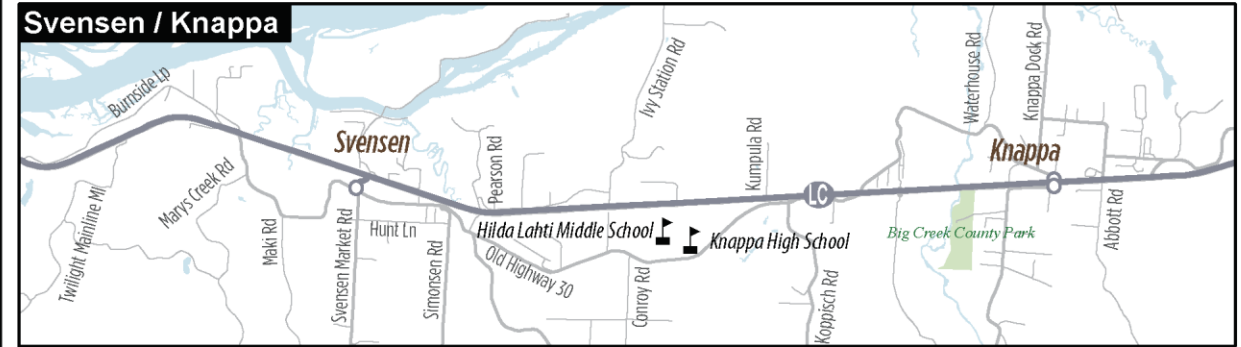 Svensen / Knappa
Burnside Lp
Ivy Station Rd
Waterhouse Rd
Knappa Dock Rd
Svensen
Pearson Rd
Kumpula Rd
Knappa
Marys Creek Rd
LC
Twilight Mainline Ml
Maki Rd
Svensen Market Rd
Hunt Ln
Simonsen Rd
Hilda Lahti Middle School
Knappa High School
Big Creek County Park
Abbott Rd
Old Highway 30
Conroy Rd
Koppisch Rd